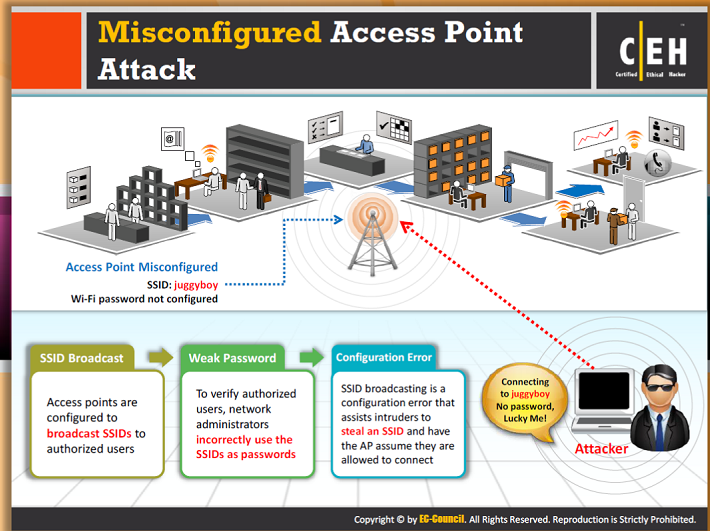 Misconfigured Access Point
Attack
C|EH
Certified Ethical Hacker
@
Access Point Misconfigured
SSID: juggyboy
Wi-Fi password not configured
SSID Broadcast
Access points are
configured to
broadcast SSIDs to
authorized users
Weak Password
To verify authorized
users, network
administrators
incorrectly use the
SSIDs as passwords
Configuration Error
SSID broadcasting is a
configuration error that
assists intruders to
steal an SSID and have
the AP assume they are
allowed to connect
Connecting
to juggyboy
No password,
Lucky Me!
Attacker
Copyright © by EC-Council. All Rights Reserved. Reproduction is Strictly Prohibited.